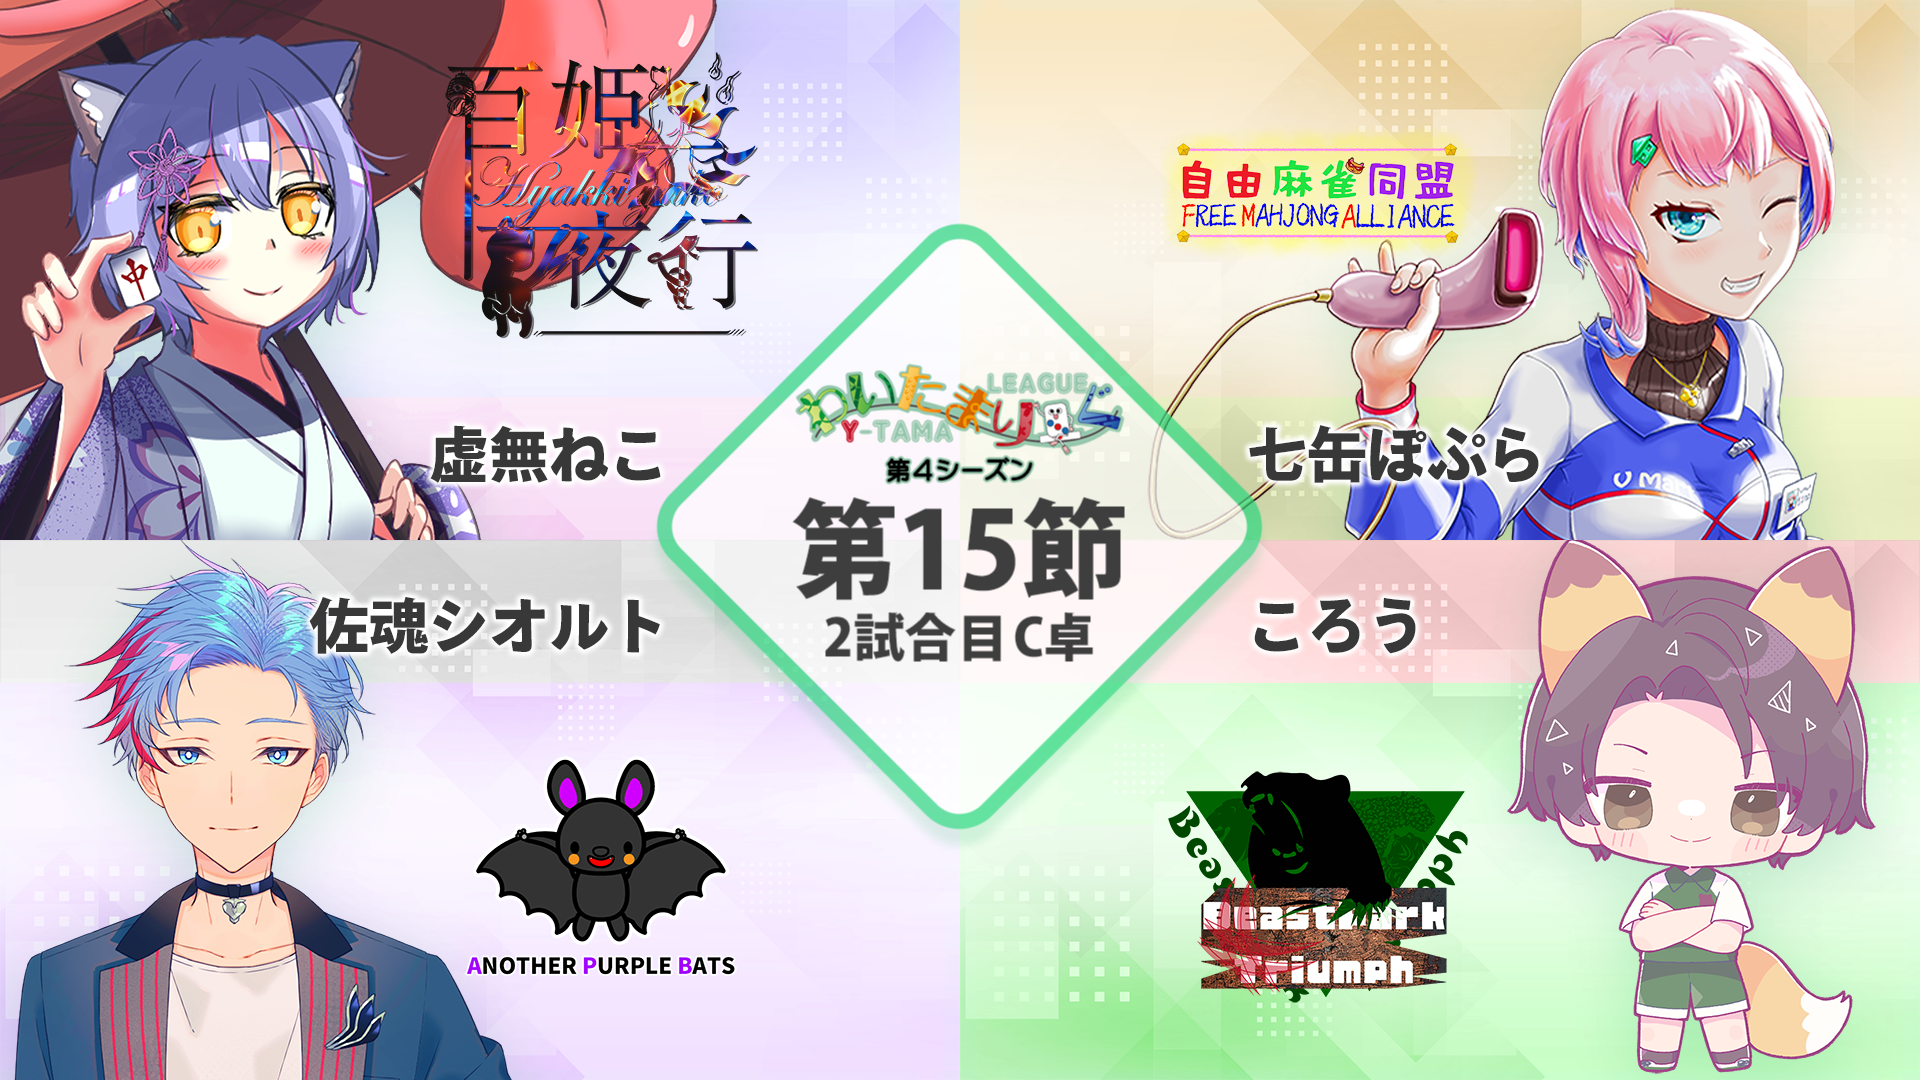 百姫
Hyakki yako
夜行
中
虚無ねこ
自由麻雀同盟
FREE MAHJONG ALLIANCE
七缶ぽぷら
わいたまりーぐ
LEAGUE
Y-TAMA
第4シーズン
第15節
2試合目 C卓
佐魂シオルト
ころう
ANOTHER PURPLE BATS
Triumph